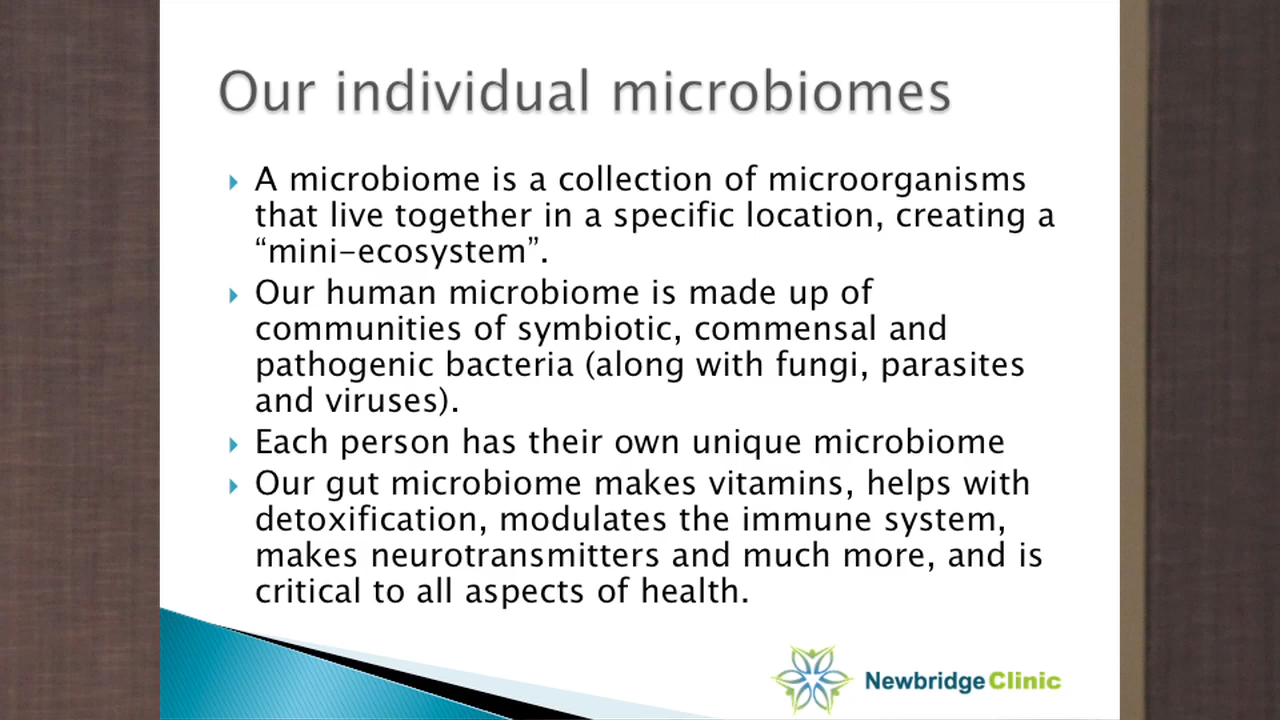 Our individual microbiomes
A microbiome is a collection of microorganisms
that live together in a specific location, creating a
“mini-ecosystem”.
Our human microbiome is made up of
communities of symbiotic, commensal and
pathogenic bacteria (along with fungi, parasites
and viruses).
Each person has their own unique microbiome
Our gut microbiome makes vitamins, helps with
detoxification, modulates the immune system,
makes neurotransmitters and much more, and is
critical to all aspects of health.
Newbridge Clinic